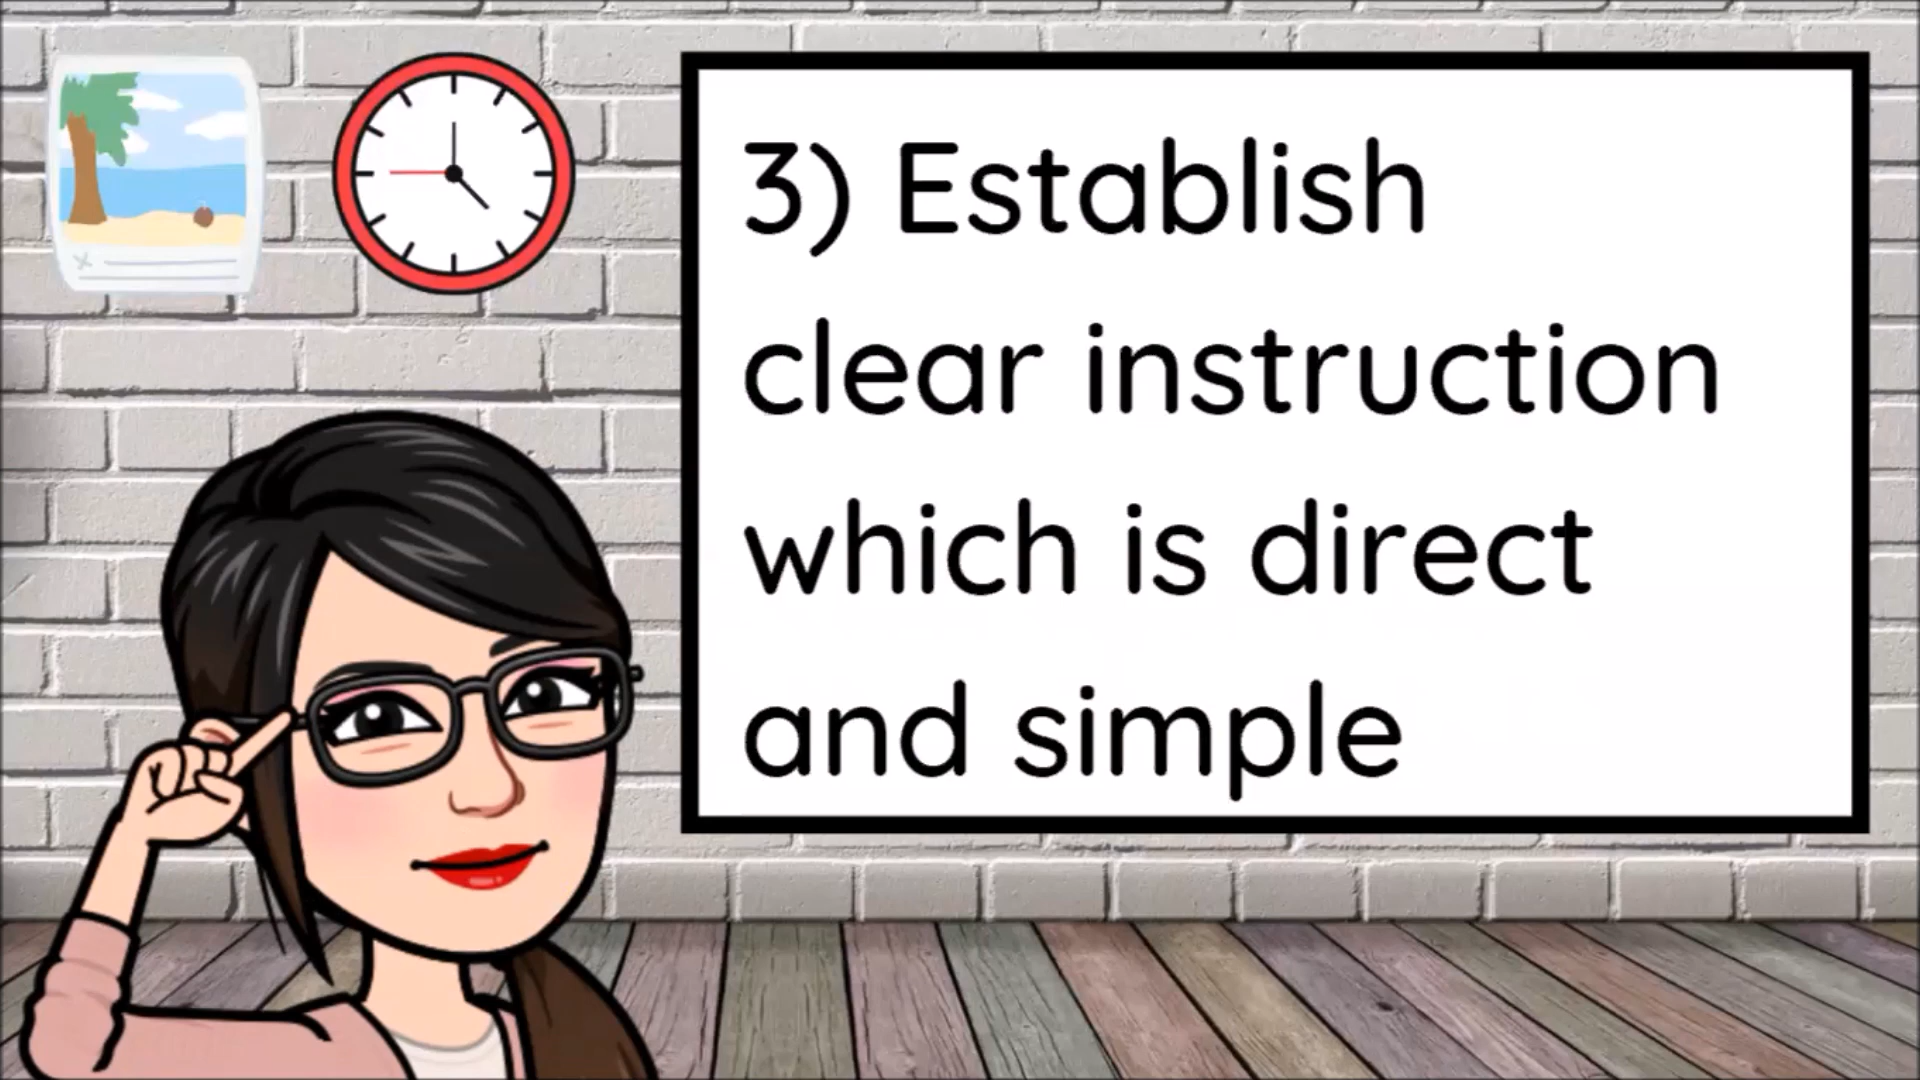 3) Establish
clear instruction
which is direct
and simple